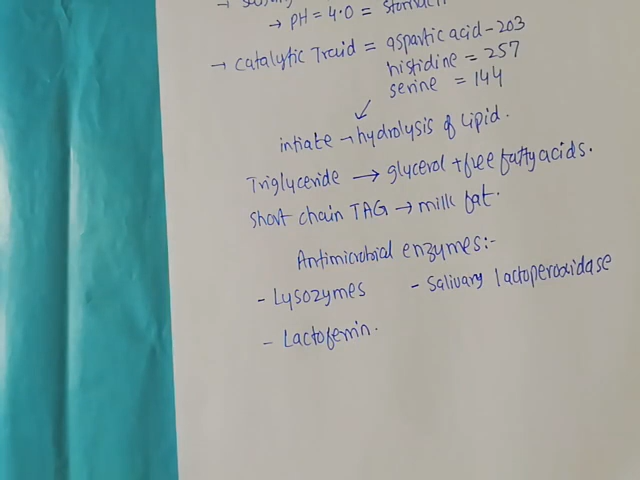 → pH = 4.0 = stomach
→ catalytic Traid = aspartic acid - 203
histidine = 257
serine = 144
intiate → hydrolysis of Lipid.
Triglyceride → glycerol + free fatty acids.
Short chain TAG → milk fat.
Antimicrobial enzymes:-
- Lysozymes - Salivary lactoperoxidase
- Lactoferrin.